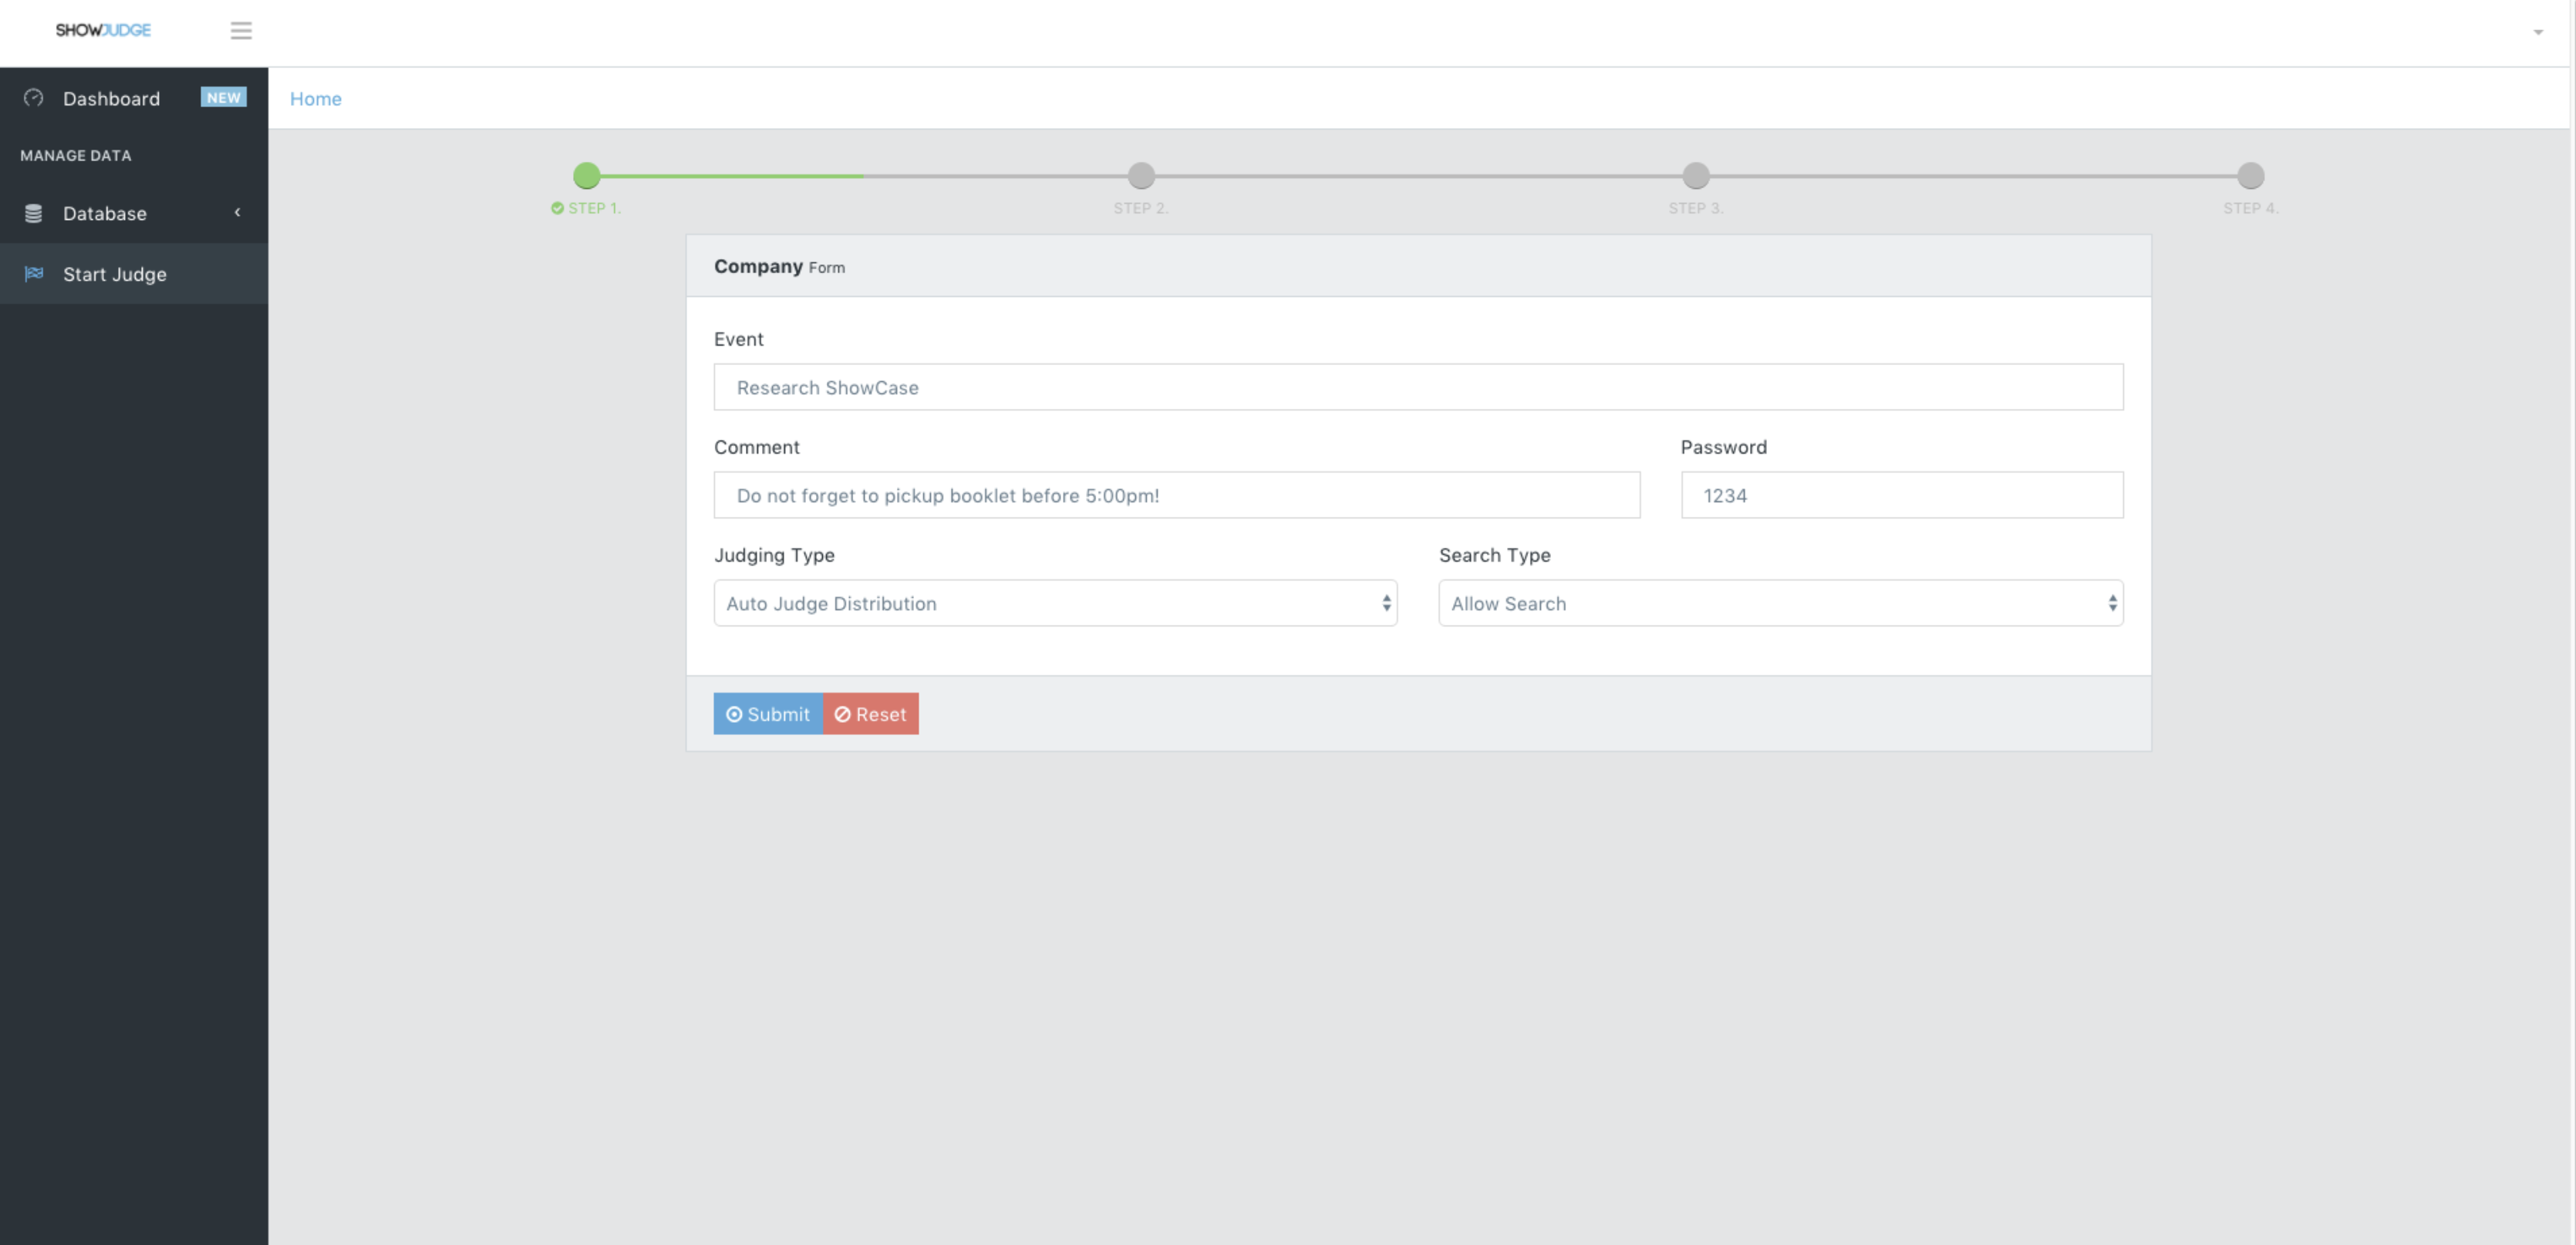 SHOWJUDGE
Dashboard NEW
Home
MANAGE DATA
Database
Start Judge
STEP 1. STEP 2. STEP 3. STEP 4.
Company Form
Event
Research ShowCase
Comment Password
Do not forget to pickup booklet before 5:00pm! 1234
Judging Type Search Type
Auto Judge Distribution Allow Search
Submit Reset